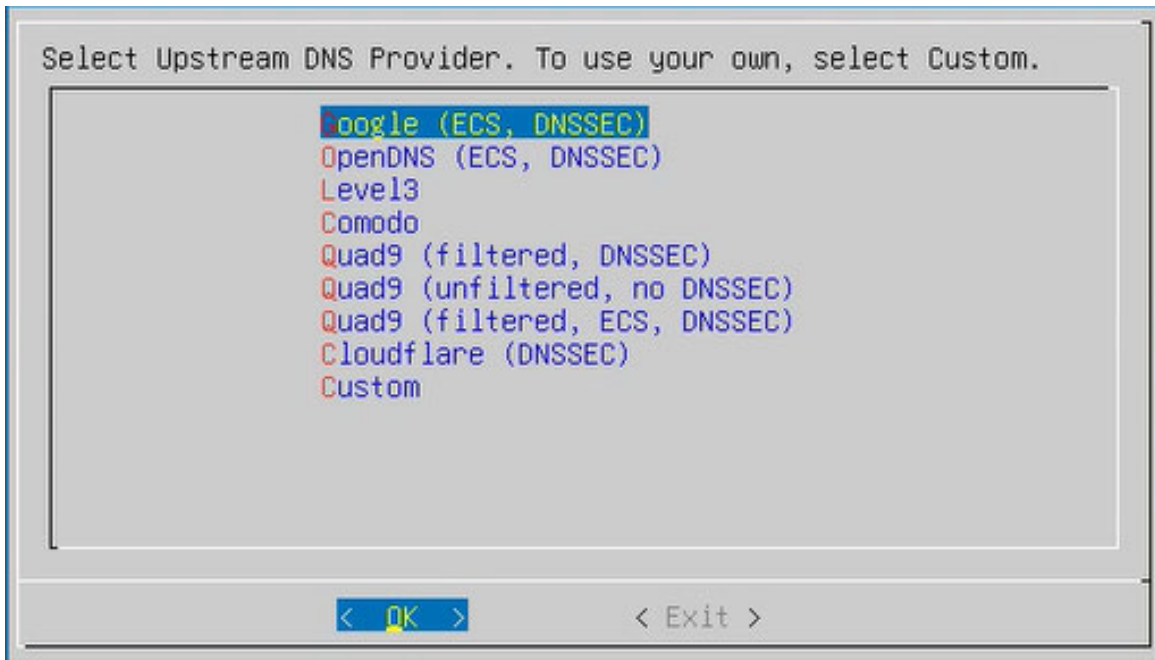 Select Upstream DNS Provider. To use your own, select Custom.
Google (ECS, DNSSEC)
OpenDNS (ECS, DNSSEC)
Level3
Comodo
Quad9 (filtered, DNSSEC)
Quad9 (unfiltered, no DNSSEC)
Quad9 (filtered, ECS, DNSSEC)
Cloudflare (DNSSEC)
Custom
< OK > < Exit >